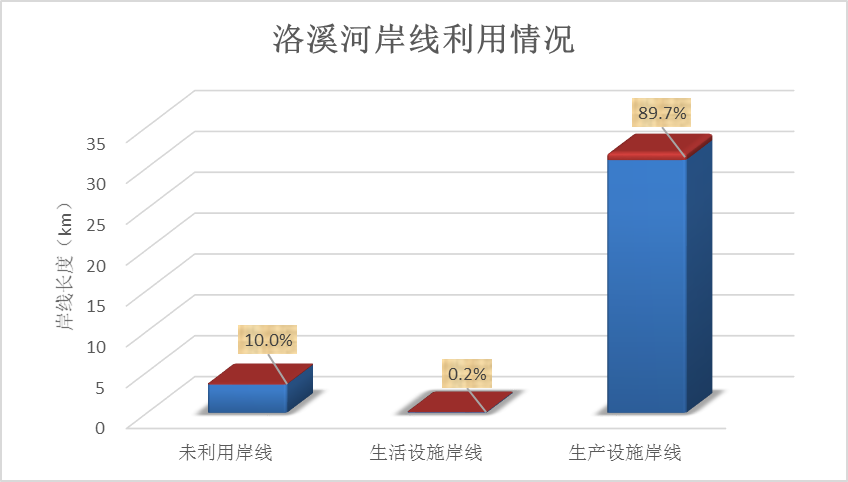 洛溪河岸线利用情况
89.7%
35
30
25
20
15
10
5
0
岸线长度（km）
10.0%
0.2%
未利用岸线
生活设施岸线
生产设施岸线